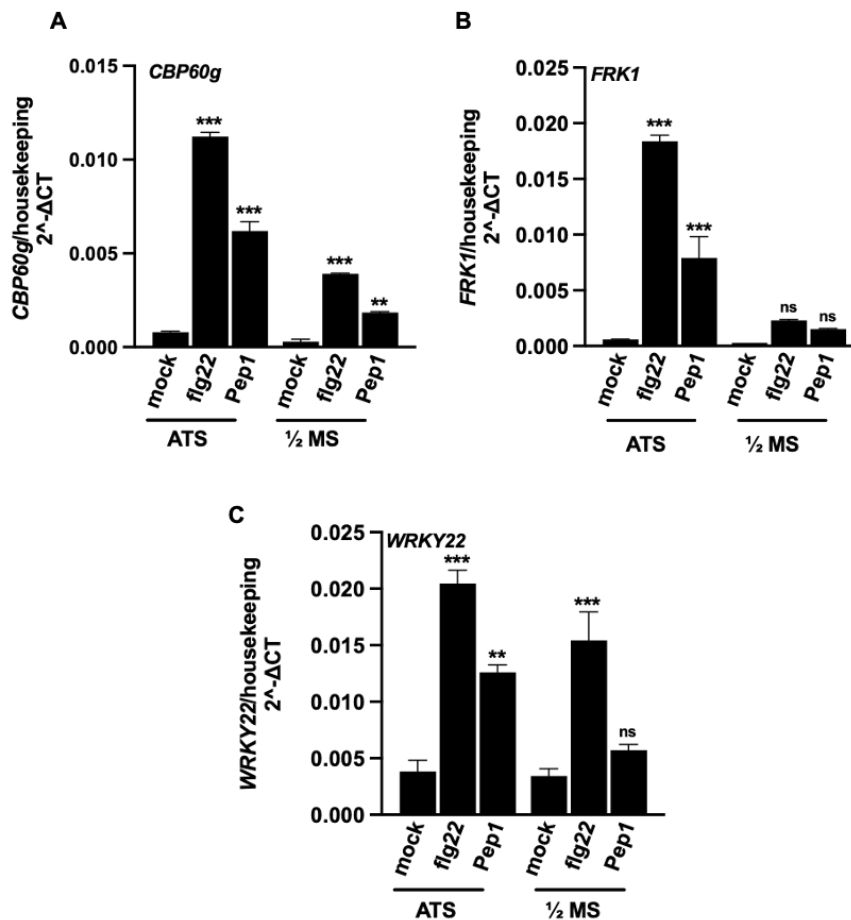 A
CBP60g
CBP60g/housekeeping
2^-ΔCT
0.015
0.010
0.005
0.000
***
***
***
**
mock
flg22
Pep1
mock
flg22
Pep1
ATS
½ MS
B
FRK1
FRK1/housekeeping
2^-ΔCT
0.025
0.020
0.015
0.010
0.005
0.000
***
***
ns
ns
mock
flg22
Pep1
mock
flg22
Pep1
ATS
½ MS
C
WRKY22
WRKY22/housekeeping
2^-ΔCT
0.025
0.020
0.015
0.010
0.005
0.000
***
**
***
ns
mock
flg22
Pep1
mock
flg22
Pep1
ATS
½ MS